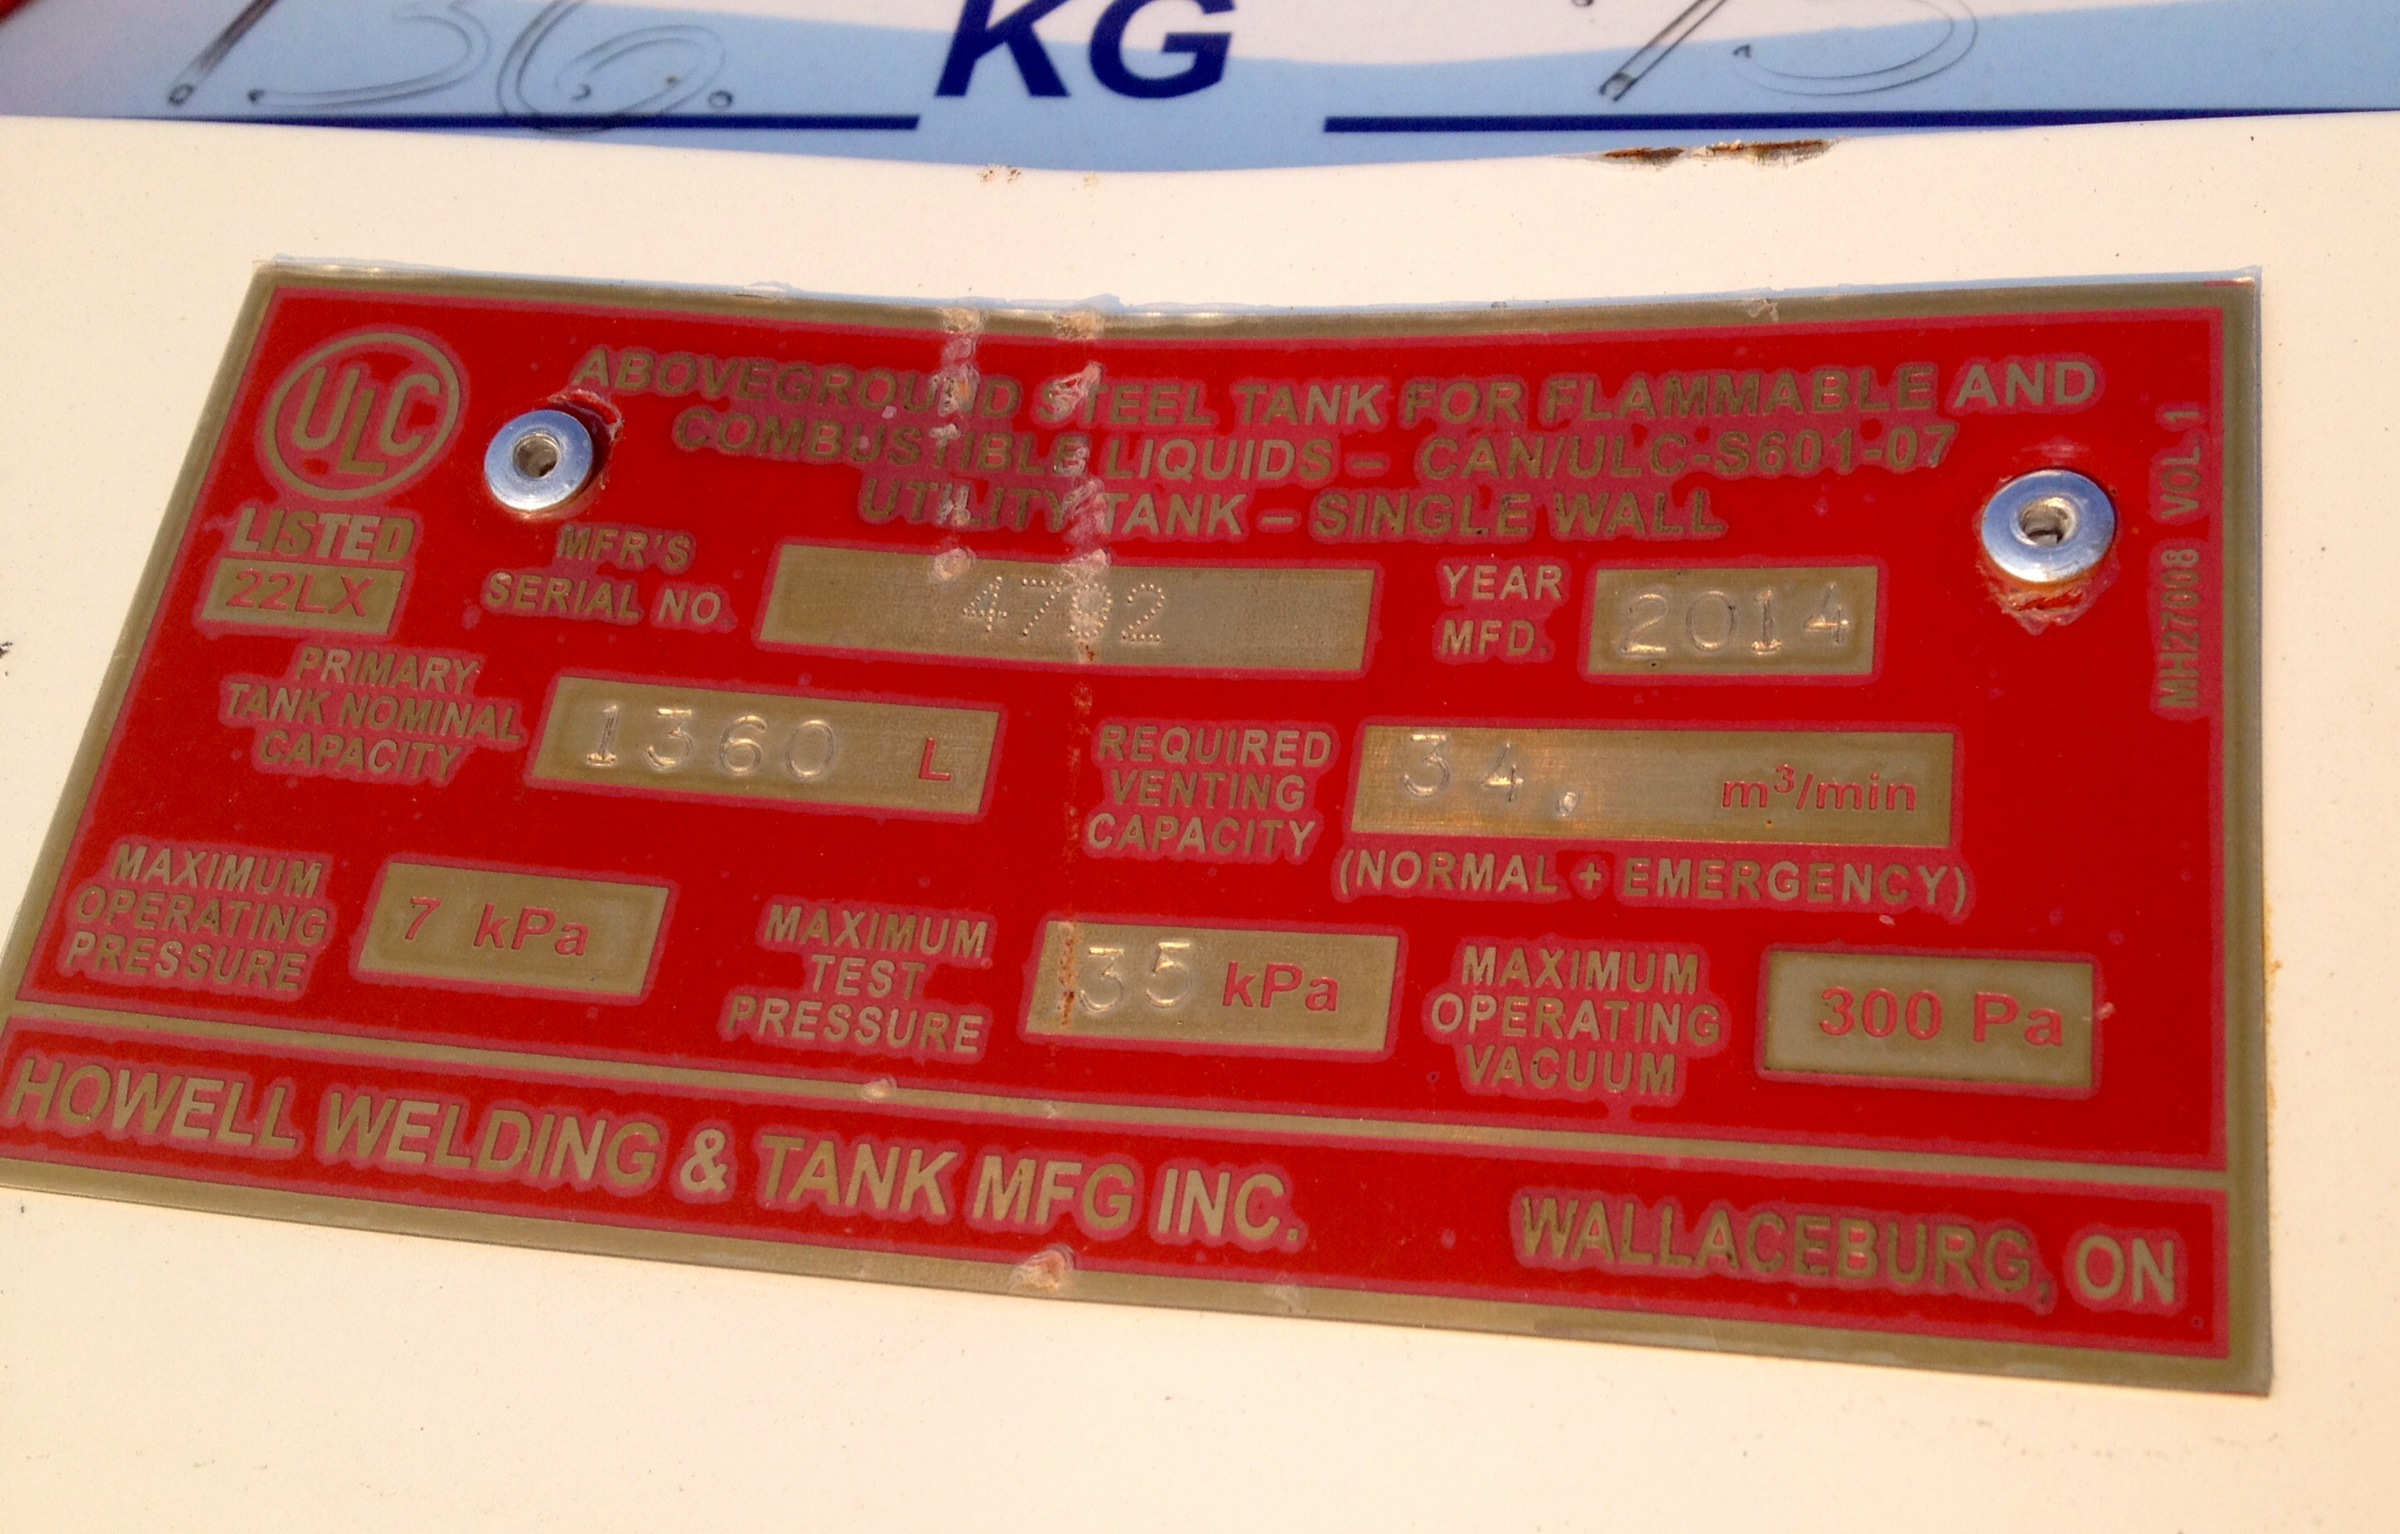 136. KG
ULC
LISTED
22LX
ABOVEGROUND STEEL TANK FOR FLAMMABLE AND
COMBUSTIBLE LIQUIDS – CAN/ULC-S601-07
UTILITY TANK – SINGLE WALL
MH27008 VOL.1
MFR'S
SERIAL NO.
YEAR
MFD.
2014
PRIMARY
TANK NOMINAL
CAPACITY
1360 L
REQUIRED
VENTING
CAPACITY
34. m³/min
(NORMAL + EMERGENCY)
MAXIMUM
OPERATING
PRESSURE
7 kPa
MAXIMUM
TEST
PRESSURE
35 kPa
MAXIMUM
OPERATING
VACUUM
300 Pa
HOWELL WELDING & TANK MFG INC.
WALLACEBURG, ON